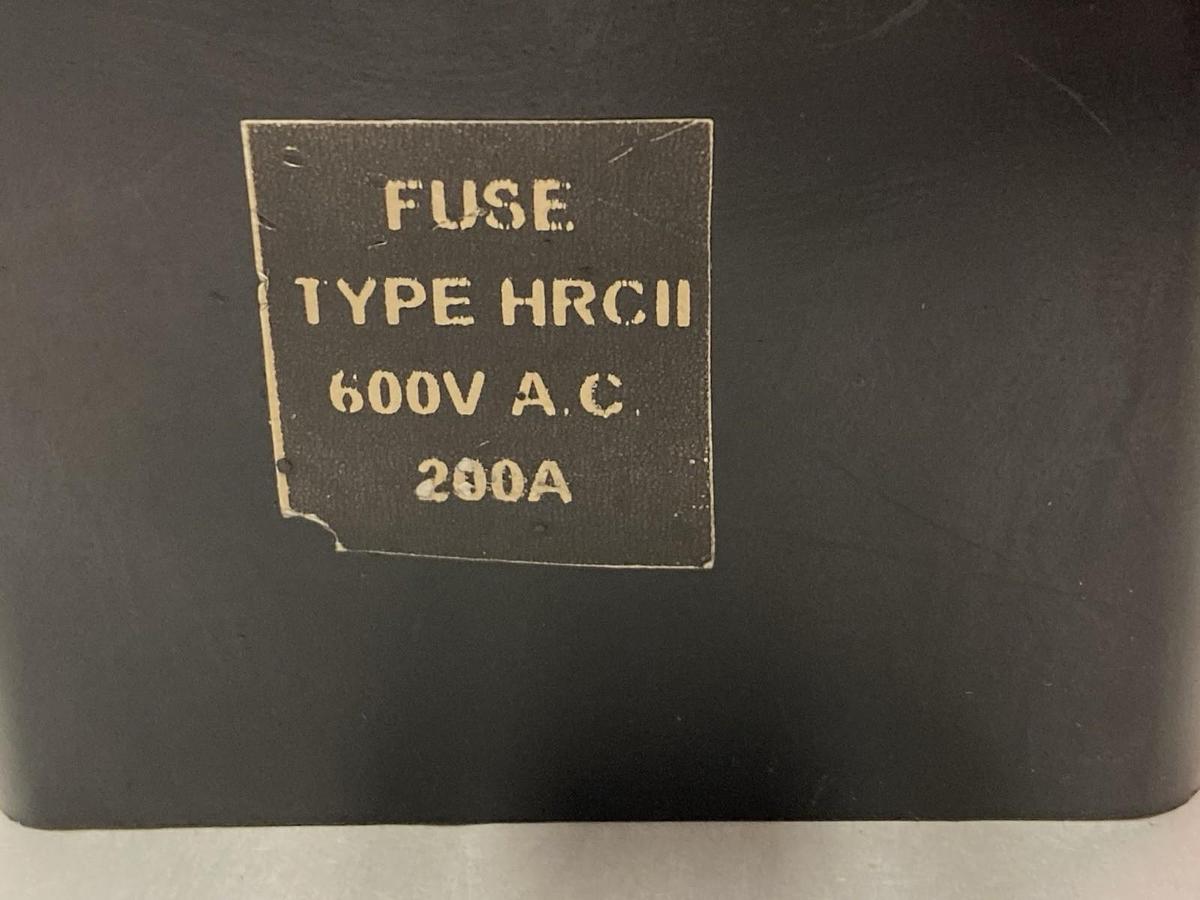 FUSE
TYPE HRCII
600V A.C.
200A